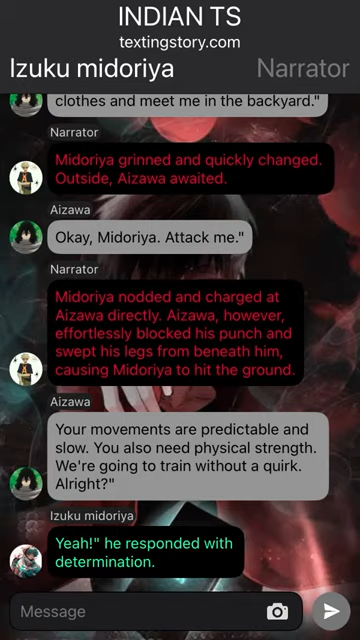 INDIAN TS
textingstory.com
Izuku midoriya Narrator
clothes and meet me in the backyard."
Narrator
Midoriya grinned and quickly changed.
Outside, Aizawa awaited.
Aizawa
Okay, Midoriya. Attack me."
Narrator
Midoriya nodded and charged at
Aizawa directly. Aizawa, however,
effortlessly blocked his punch and
swept his legs from beneath him,
causing Midoriya to hit the ground.
Aizawa
Your movements are predictable and
slow. You also need physical strength.
We're going to train without a quirk.
Alright?"
Izuku midoriya
Yeah!" he responded with
determination.
Message